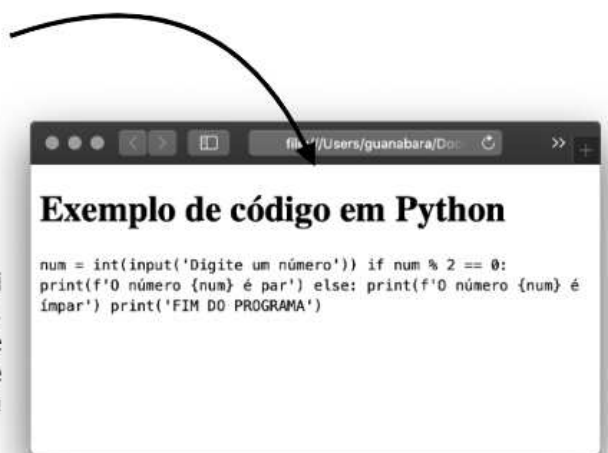 file:///Users/guanabara/Doc
Exemplo de código em Python
num = int(input('Digite um número')) if num % 2 == 0:
print(f'O número {num} é par') else: print(f'O número {num} é
ímpar') print('FIM DO PROGRAMA')